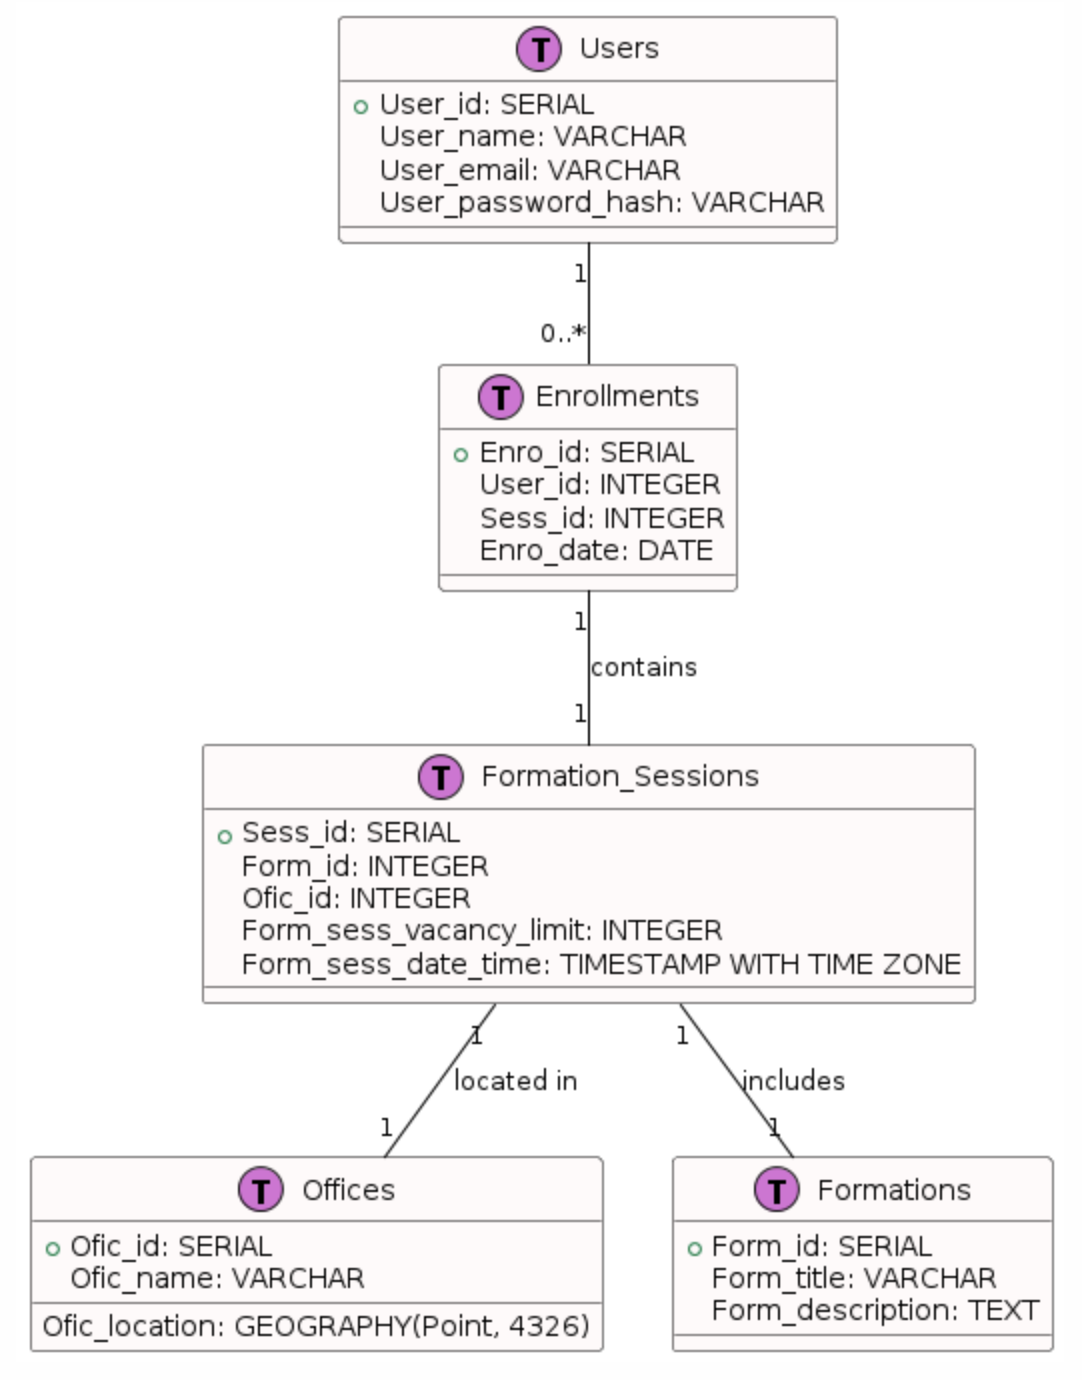 T Users
User_id: SERIAL
User_name: VARCHAR
User_email: VARCHAR
User_password_hash: VARCHAR
1
0..*
T Enrollments
Enro_id: SERIAL
User_id: INTEGER
Sess_id: INTEGER
Enro_date: DATE
1
contains
1
T Formation_Sessions
Sess_id: SERIAL
Form_id: INTEGER
Ofic_id: INTEGER
Form_sess_vacancy_limit: INTEGER
Form_sess_date_time: TIMESTAMP WITH TIME ZONE
1
located in
1
1
includes
1
T Offices
Ofic_id: SERIAL
Ofic_name: VARCHAR
Ofic_location: GEOGRAPHY(Point, 4326)
T Formations
Form_id: SERIAL
Form_title: VARCHAR
Form_description: TEXT